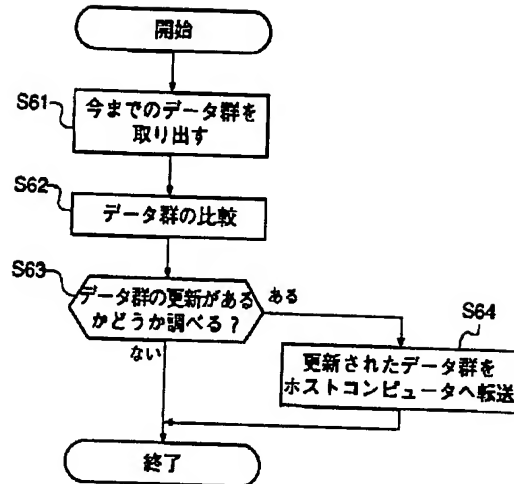 開始
S61
今までのデータ群を
取り出す
S62
データ群の比較
S63
データ群の更新がある
かどうか調べる?
ある
ない
S64
更新されたデータ群を
ホストコンピュータへ転送
終了